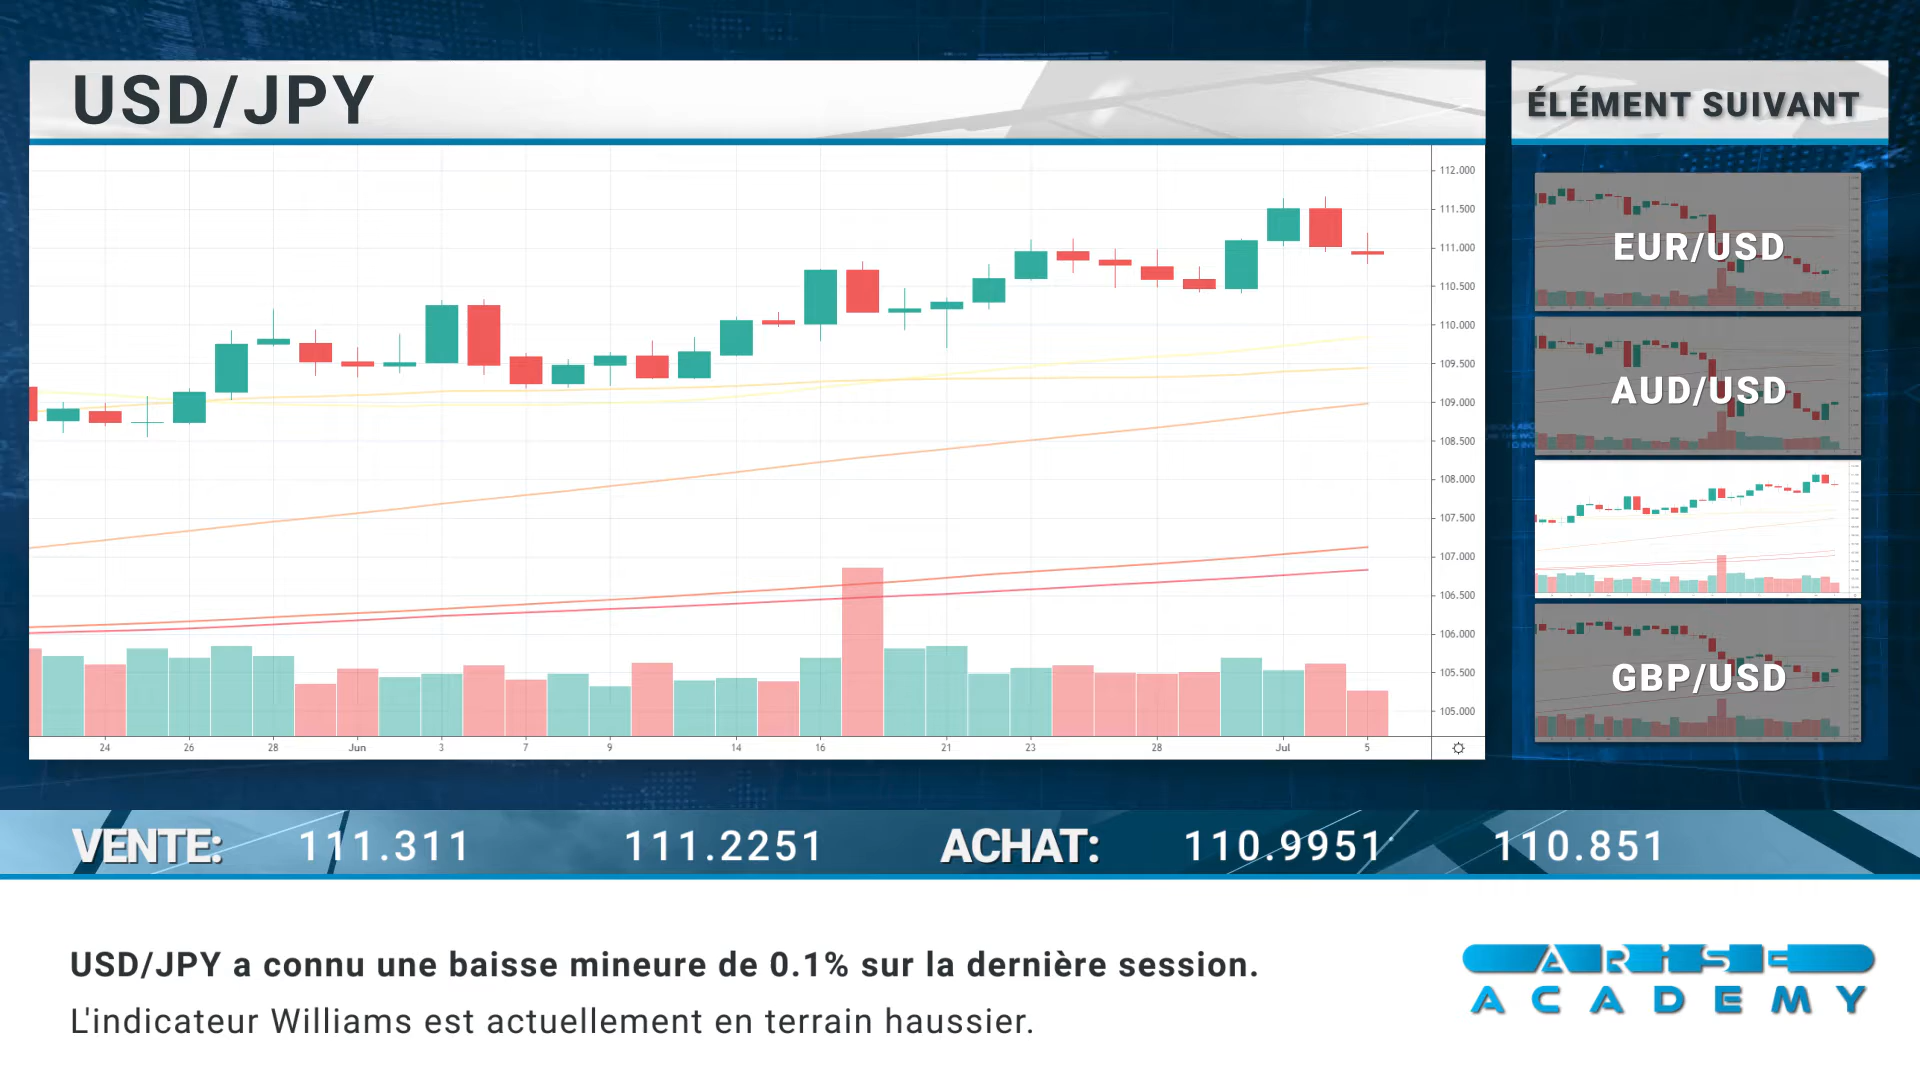 USD/JPY
ÉLÉMENT SUIVANT
112.000
111.500
111.000
110.500
110.000
109.500
109.000
108.500
108.000
107.500
107.000
106.500
106.000
105.500
105.000
24 26 28 Jun 3 7 9 14 16 21 23 28 Jul 5
EUR/USD
AUD/USD
GBP/USD
VENTE: 111.311 111.2251 ACHAT: 110.9951 110.851
USD/JPY a connu une baisse mineure de 0.1% sur la dernière session.
L'indicateur Williams est actuellement en terrain haussier.
ARISE
ACADEMY